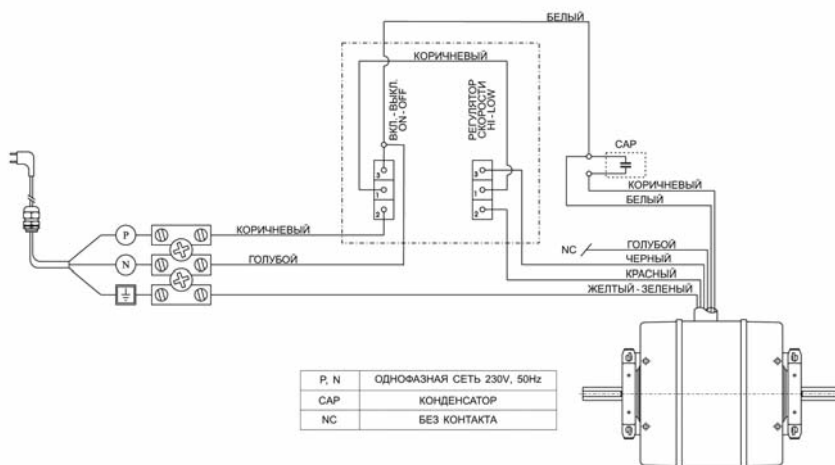 БЕЛЫЙ
КОРИЧНЕВЫЙ
ВКЛ.-ВЫКЛ.
ON-OFF
РЕГУЛЯТОР
СКОРОСТИ
HI-LOW
3
1
2
3
1
2
CAP
КОРИЧНЕВЫЙ
БЕЛЫЙ
P
КОРИЧНЕВЫЙ
N
ГОЛУБОЙ
NC
ГОЛУБОЙ
ЧЕРНЫЙ
КРАСНЫЙ
ЖЕЛТЫЙ-ЗЕЛЕНЫЙ
P, N ОДНОФАЗНАЯ СЕТЬ 230V, 50Hz
CAP КОНДЕНСАТОР
NC БЕЗ КОНТАКТА